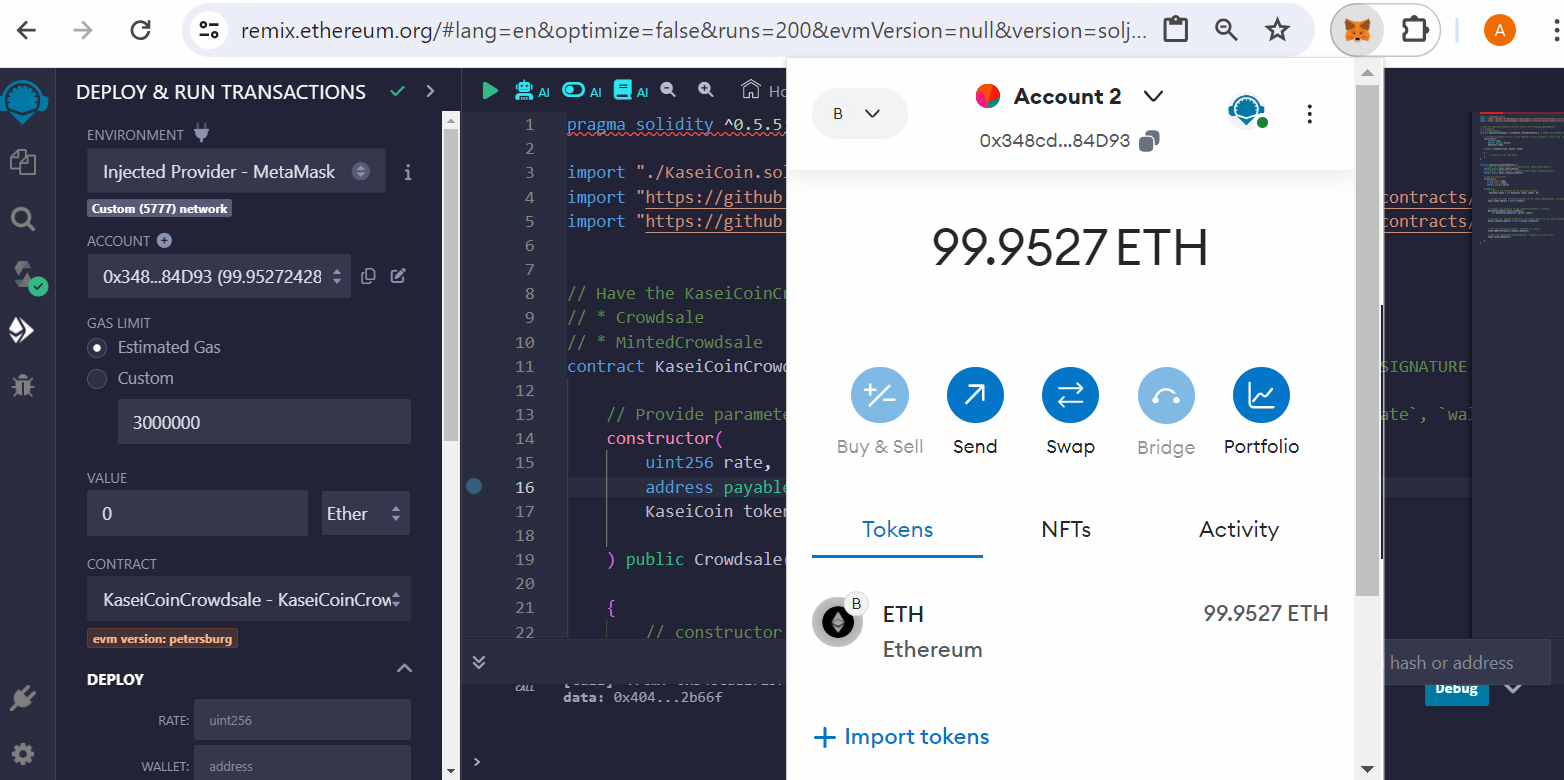 remix.ethereum.org/#lang=en&optimize=false&runs=200&evmVersion=null&version=solj...
A
DEPLOY & RUN TRANSACTIONS
ENVIRONMENT
Injected Provider - MetaMask
i
Custom (5777) network
ACCOUNT
0x348...84D93 (99.95272428
GAS LIMIT
Estimated Gas
Custom
3000000
VALUE
0
Ether
CONTRACT
KaseiCoinCrowdsale - KaseiCoinCrow
evm version: petersburg
DEPLOY
RATE:
uint256
WALLET:
address
AI
AI
AI
Ho
1 pragma solidity ^0.5.5;
2
3 import "./KaseiCoin.so
4 import "https://github. contracts/
5 import "https://github. contracts/
6
7
8 // Have the KaseiCoinCr
9 // * Crowdsale
10 // * MintedCrowdsale
11 contract KaseiCoinCrowd SIGNATURE
12
13 // Provide paramete ate`, `wal
14 constructor(
15 uint256 rate,
16 address payable
17 KaseiCoin token
18
19 ) public Crowdsale(
20
21 {
22 // constructor
CALL
data: 0x404...2b66f
>
hash or address
Debug
B
Account 2
0x348cd...84D93
99.9527 ETH
Buy & Sell
Send
Swap
Bridge
Portfolio
Tokens
NFTs
Activity
B
ETH
99.9527 ETH
Ethereum
+ Import tokens